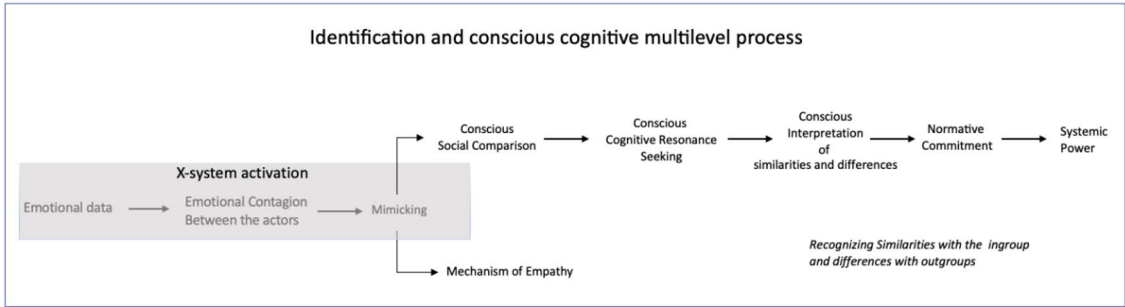 Identification and conscious cognitive multilevel process
Conscious
Social Comparison
Conscious
Cognitive Resonance
Seeking
Conscious
Interpretation
of
similarities and differences
Normative
Commitment
Systemic
Power
X-system activation
Emotional data
Emotional Contagion
Between the actors
Mimicking
Recognizing Similarities with the ingroup
and differences with outgroups
Mechanism of Empathy